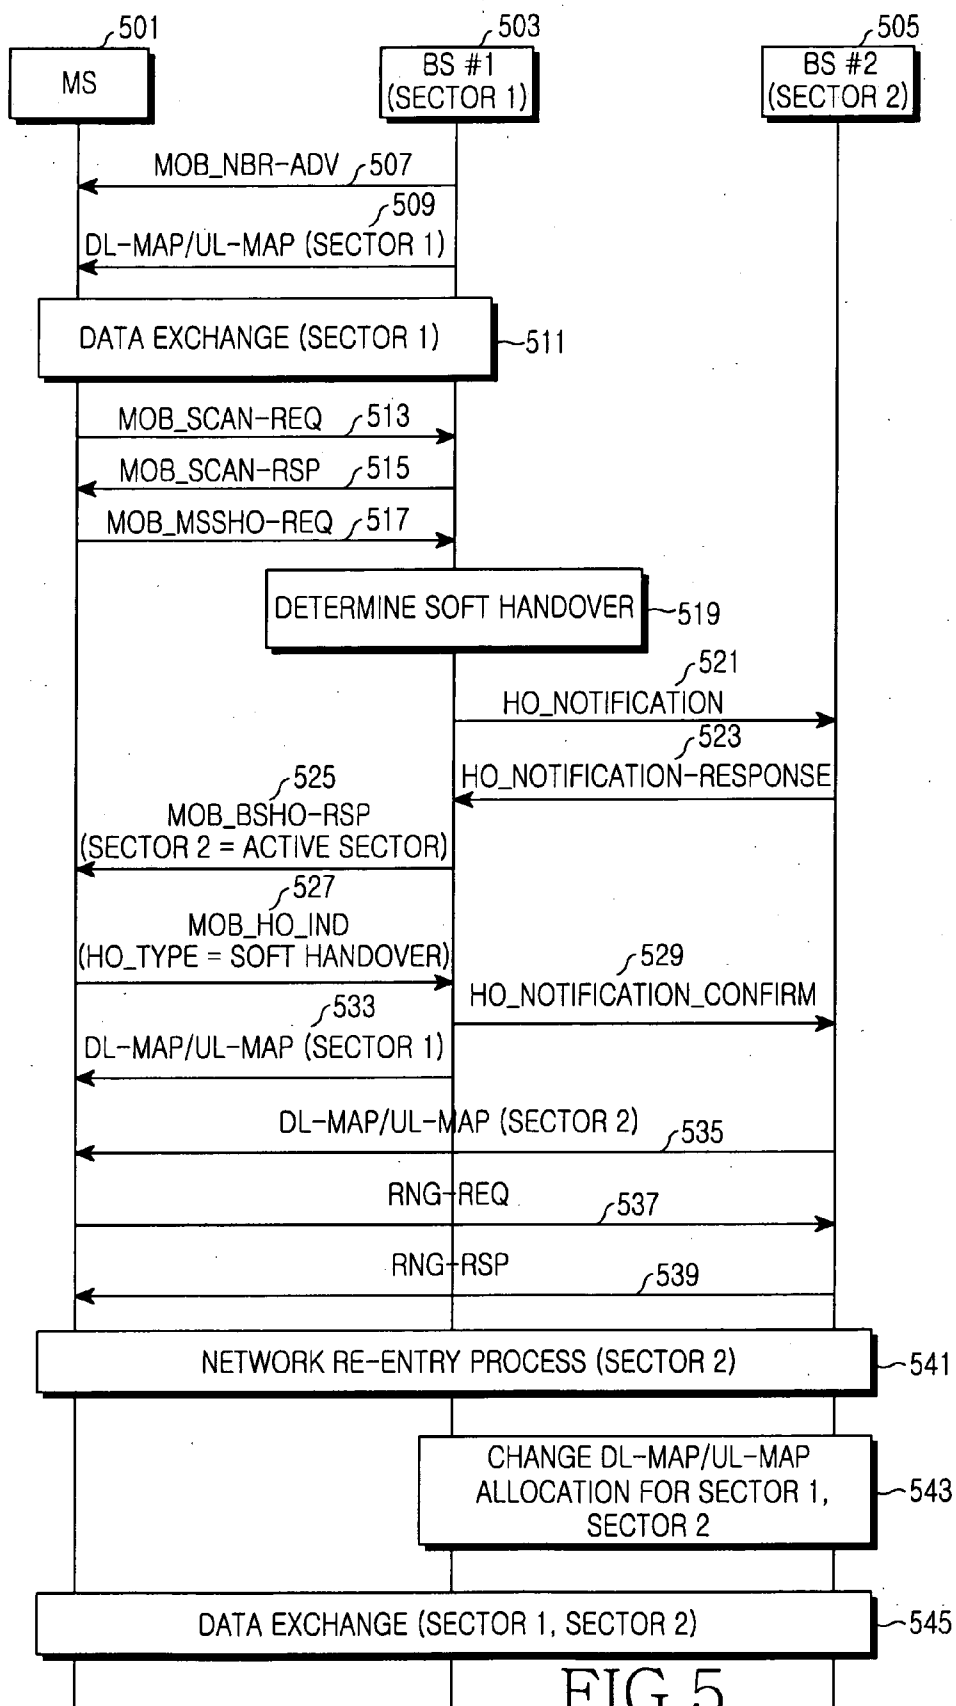 501
503
505
MS
BS #1
(SECTOR 1)
BS #2
(SECTOR 2)
MOB_NBR-ADV
507
509
DL-MAP/UL-MAP (SECTOR 1)
DATA EXCHANGE (SECTOR 1)
511
MOB_SCAN-REQ
513
MOB_SCAN-RSP
515
MOB_MSSHO-REQ
517
DETERMINE SOFT HANDOVER
519
521
HO_NOTIFICATION
523
HO_NOTIFICATION-RESPONSE
525
MOB_BSHO-RSP
(SECTOR 2 = ACTIVE SECTOR)
527
MOB_HO_IND
(HO_TYPE = SOFT HANDOVER)
529
HO_NOTIFICATION_CONFIRM
533
DL-MAP/UL-MAP (SECTOR 1)
DL-MAP/UL-MAP (SECTOR 2)
535
RNG-REQ
537
RNG-RSP
539
NETWORK RE-ENTRY PROCESS (SECTOR 2)
541
CHANGE DL-MAP/UL-MAP
ALLOCATION FOR SECTOR 1,
SECTOR 2
543
DATA EXCHANGE (SECTOR 1, SECTOR 2)
545
FIG.5